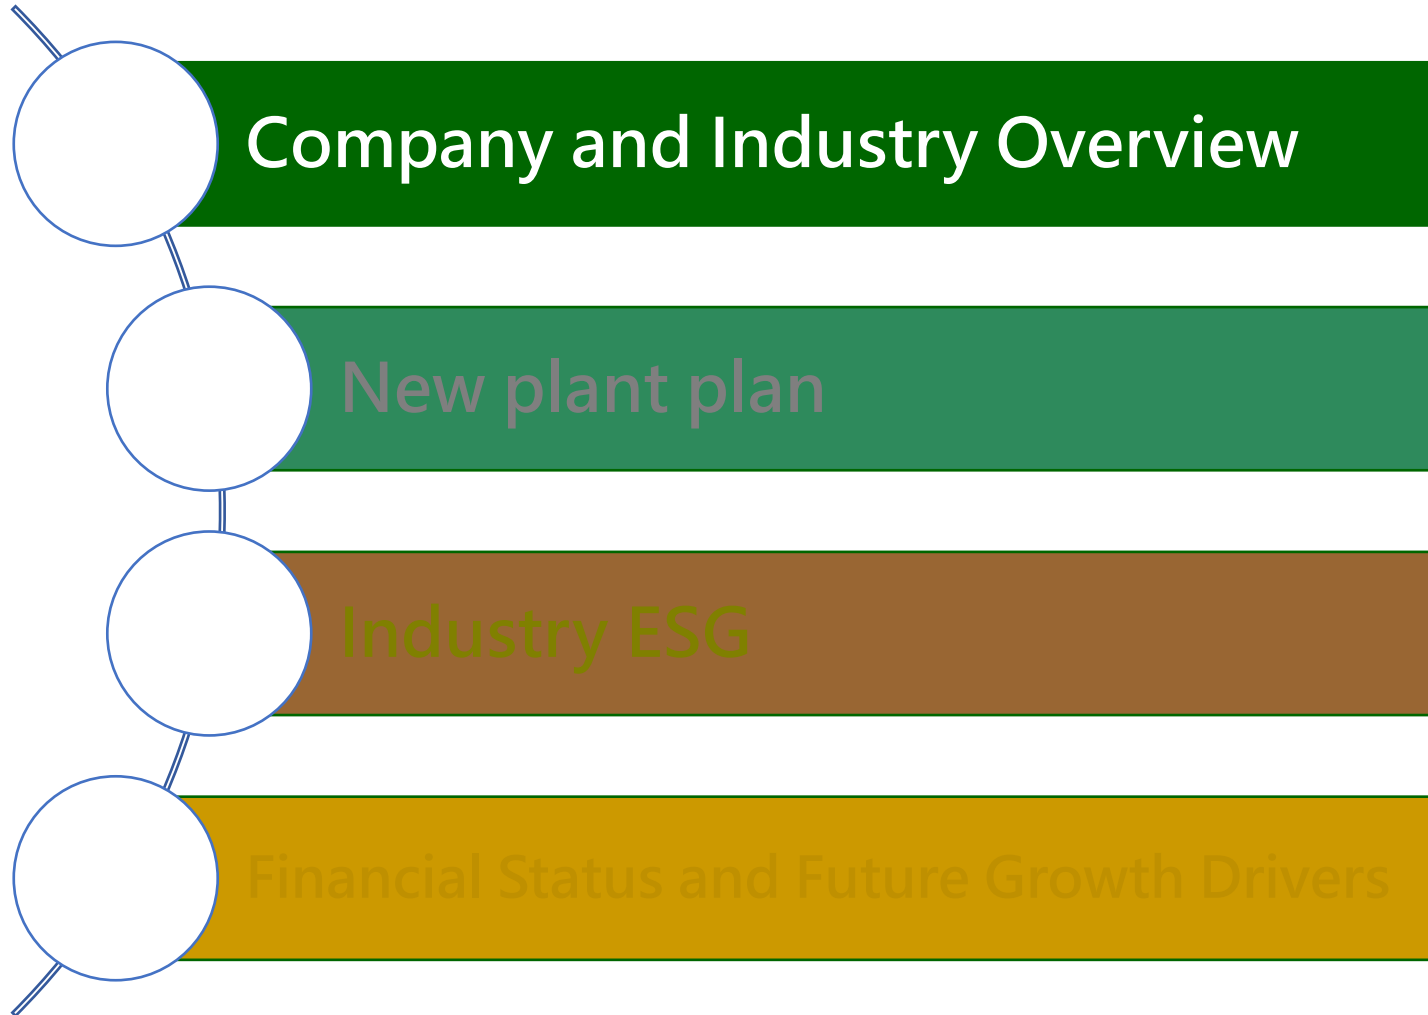 Company and Industry Overview
New plant plan
Industry ESG
Financial Status and Future Growth Drivers